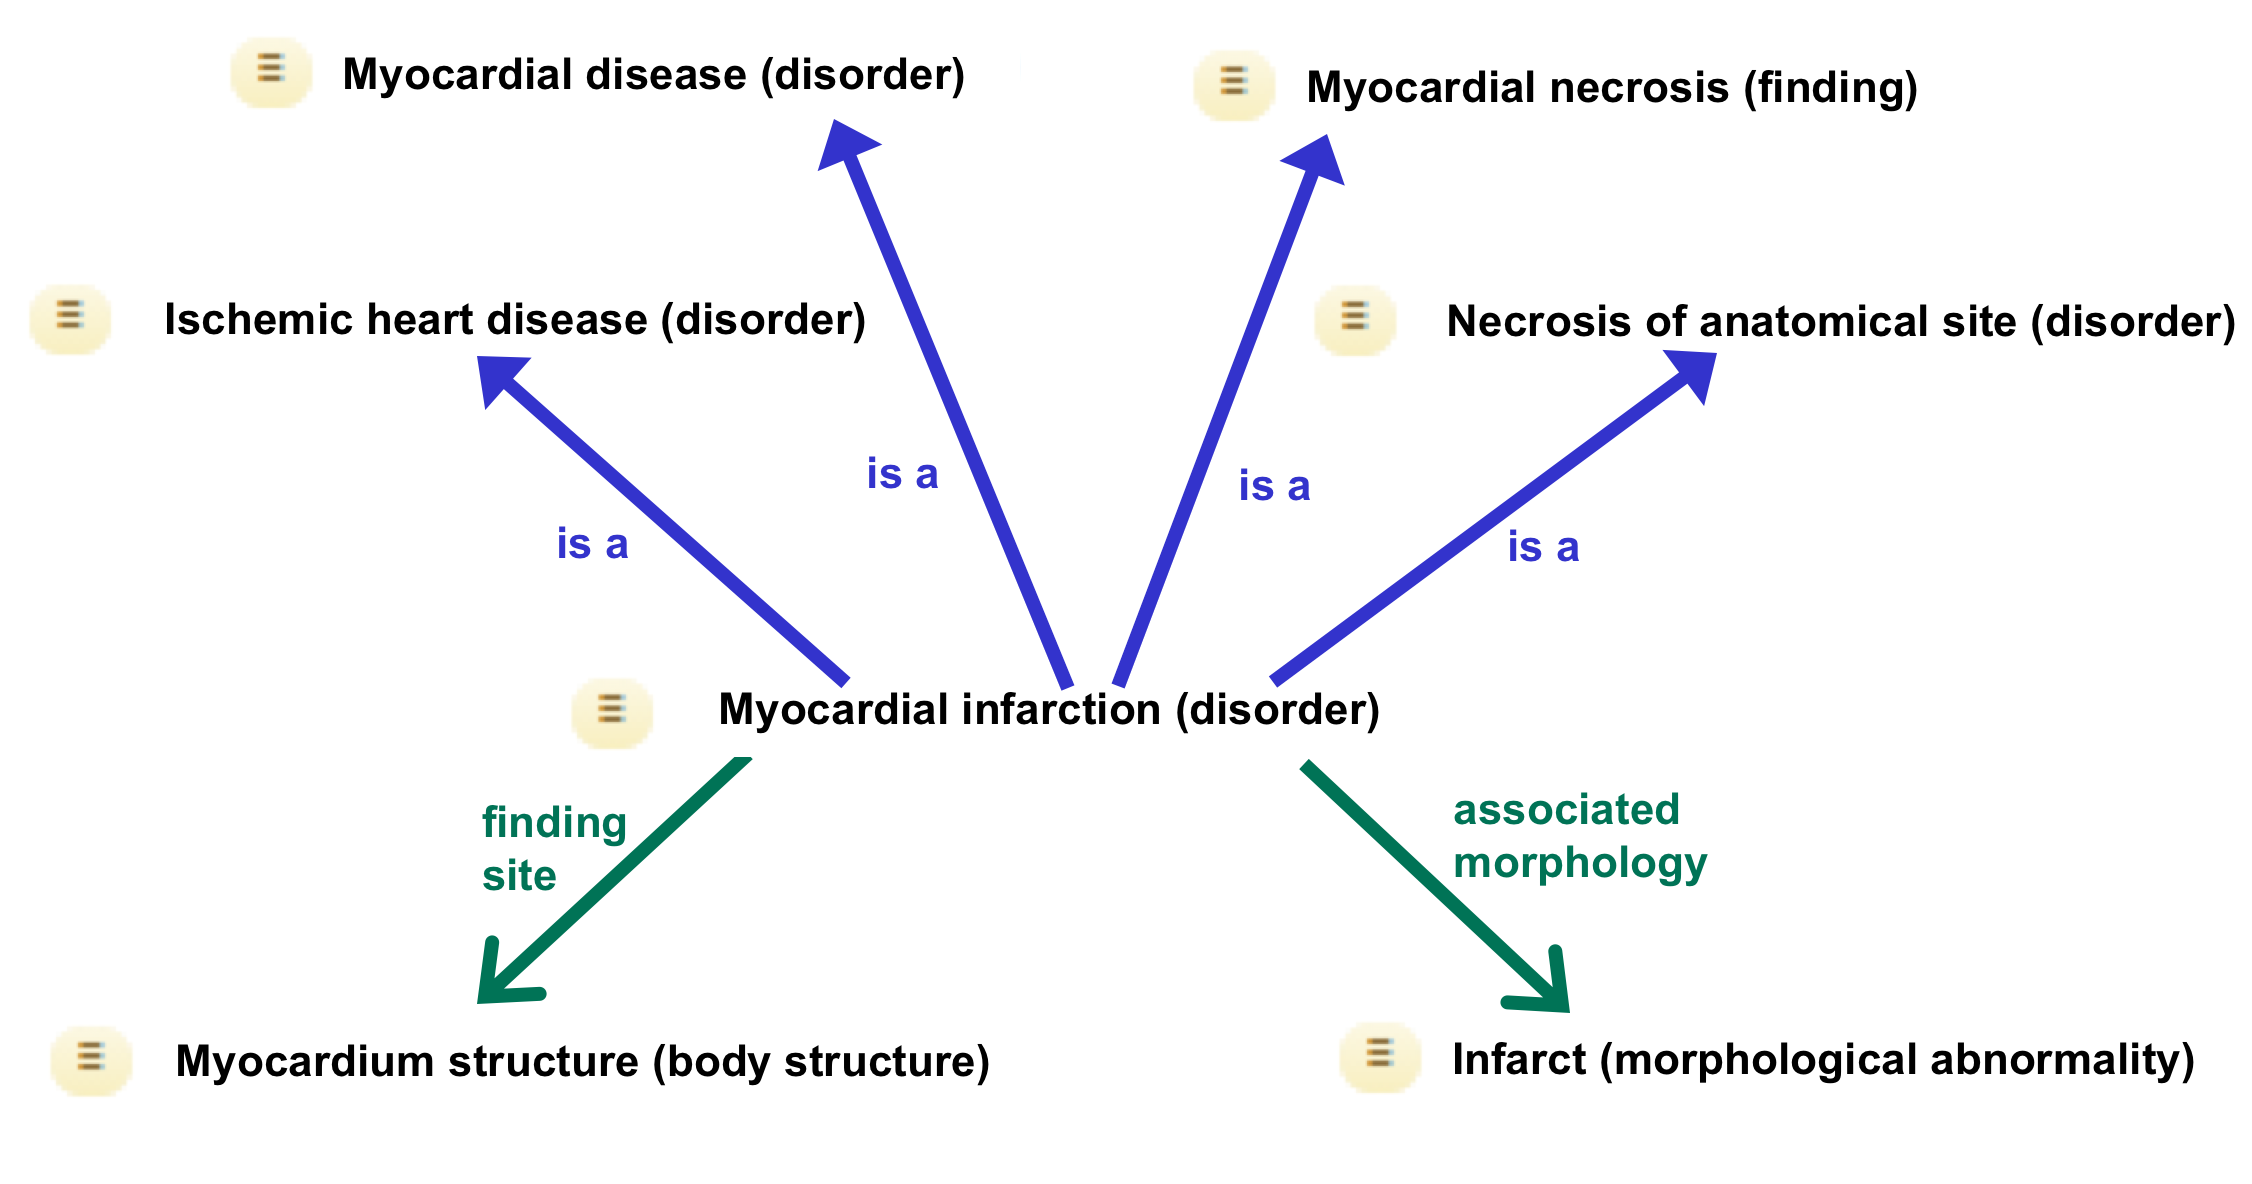 Myocardial disease (disorder)
Myocardial necrosis (finding)
Ischemic heart disease (disorder)
Necrosis of anatomical site (disorder)
is a
is a
is a
is a
Myocardial infarction (disorder)
finding
site
associated
morphology
Myocardium structure (body structure)
Infarct (morphological abnormality)